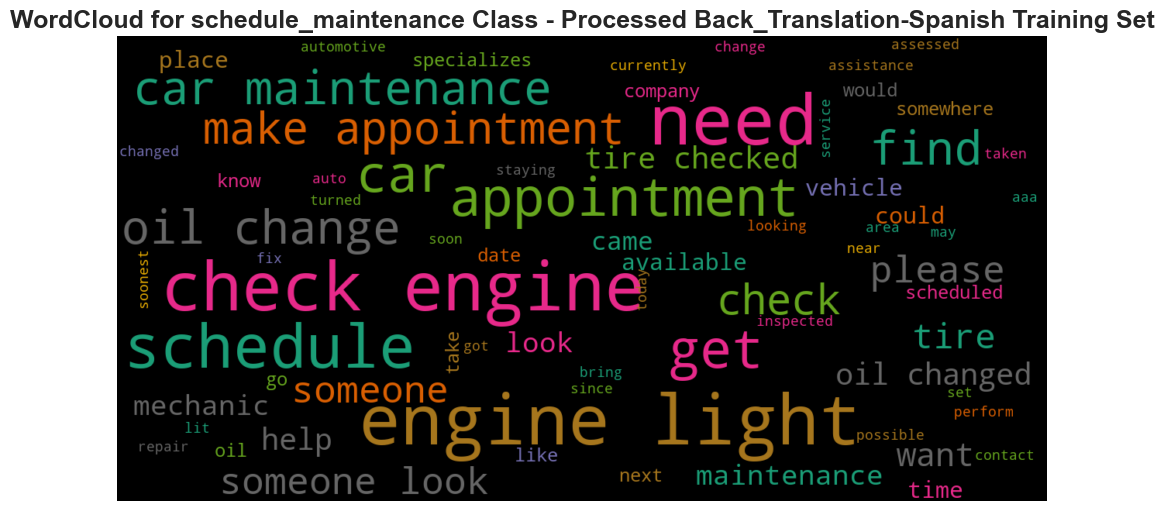 WordCloud for schedule_maintenance Class - Processed Back_Translation-Spanish Training Set
automotive
change
assessed
place
specializes
currently
assistance
car maintenance
company
would
need
somewhere
make appointment
service
find
changed
tire checked
taken
know
auto
car
staying
vehicle
turned
appointment
aaa
oil change
soon
came
looking
could
area
may
soonest
fix
date
available
near
check engine
today
please
scheduled
check
inspected
schedule
take
got
look
get
tire
go
someone
bring
since
oil changed
set
mechanic
engine light
perform
lit
repair
oil
help
like
possible
want
contact
someone look
next
maintenance
time